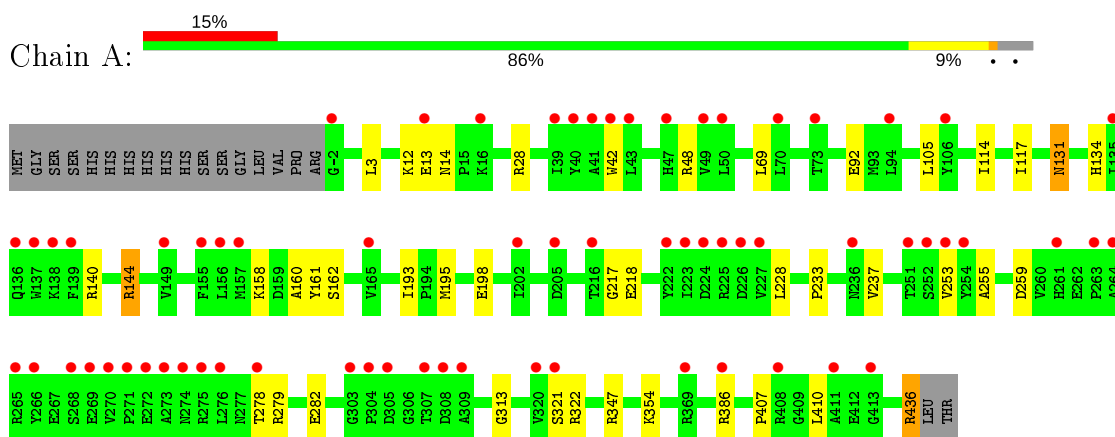 15%
Chain A:
86%
9%
MET GLY SER SER HIS HIS HIS HIS HIS HIS SER SER GLY LEU VAL PRO ARG G-2 L3 K12 E13 N14 P15 K16 R28 I39 Y40 A41 W42 L43 H47 R48 V49 L50 L69 L70 T73 E92 M93 L94 L105 Y106 I114 I117 N131 H134 I135
Q136 W137 K138 F139 R140 R144 V149 F155 L156 M157 K158 D159 A160 Y161 S162 V165 I193 P194 M195 E198 I202 D205 T216 G217 E218 Y222 I223 D224 R225 D226 V227 L228 P233 N236 V237 T251 S252 V253 Y254 A255 D259 V260 H261 E262 P263 A264
R265 Y266 E267 S268 E269 V270 P271 E272 A273 N274 R275 L276 N277 T278 R279 E282 G303 P304 D305 G306 T307 D308 A309 G313 V320 S321 R322 R347 K354 R369 R386 P407 R408 G409 L410 A411 E412 G413 R436 LEU THR